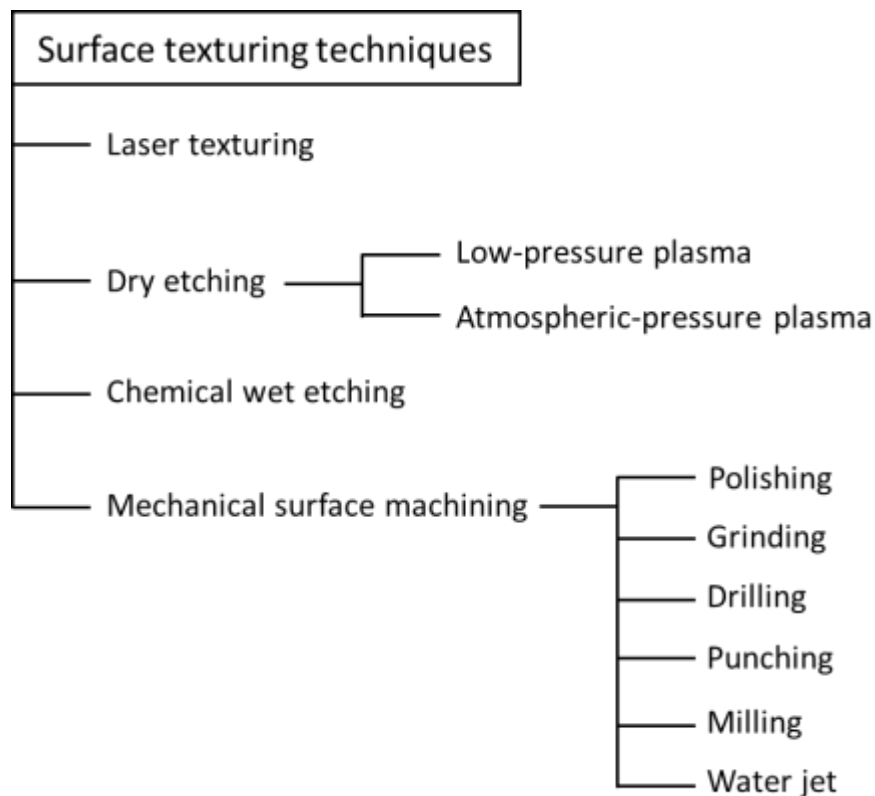 Surface texturing techniques
Laser texturing
Dry etching
Low-pressure plasma
Atmospheric-pressure plasma
Chemical wet etching
Mechanical surface machining
Polishing
Grinding
Drilling
Punching
Milling
Water jet